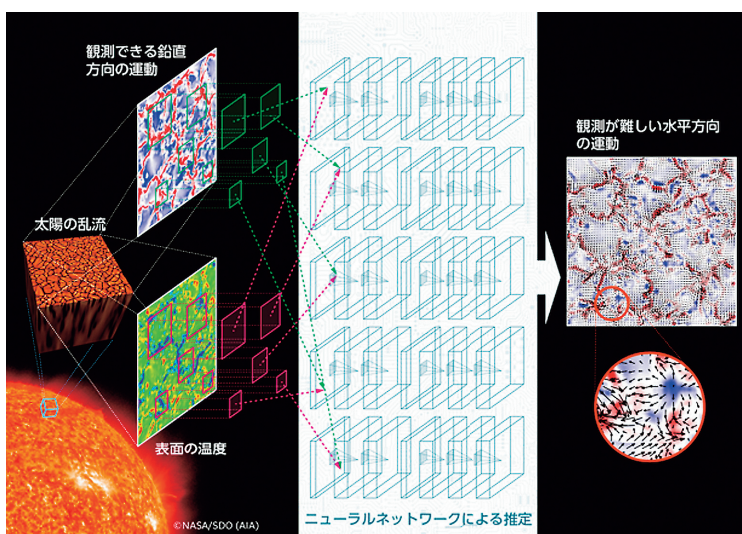 観測できる鉛直
方向の運動
太陽の乱流
表面の温度
©NASA/SDO (AIA)
ニューラルネットワークによる推定
観測が難しい水平方向
の運動